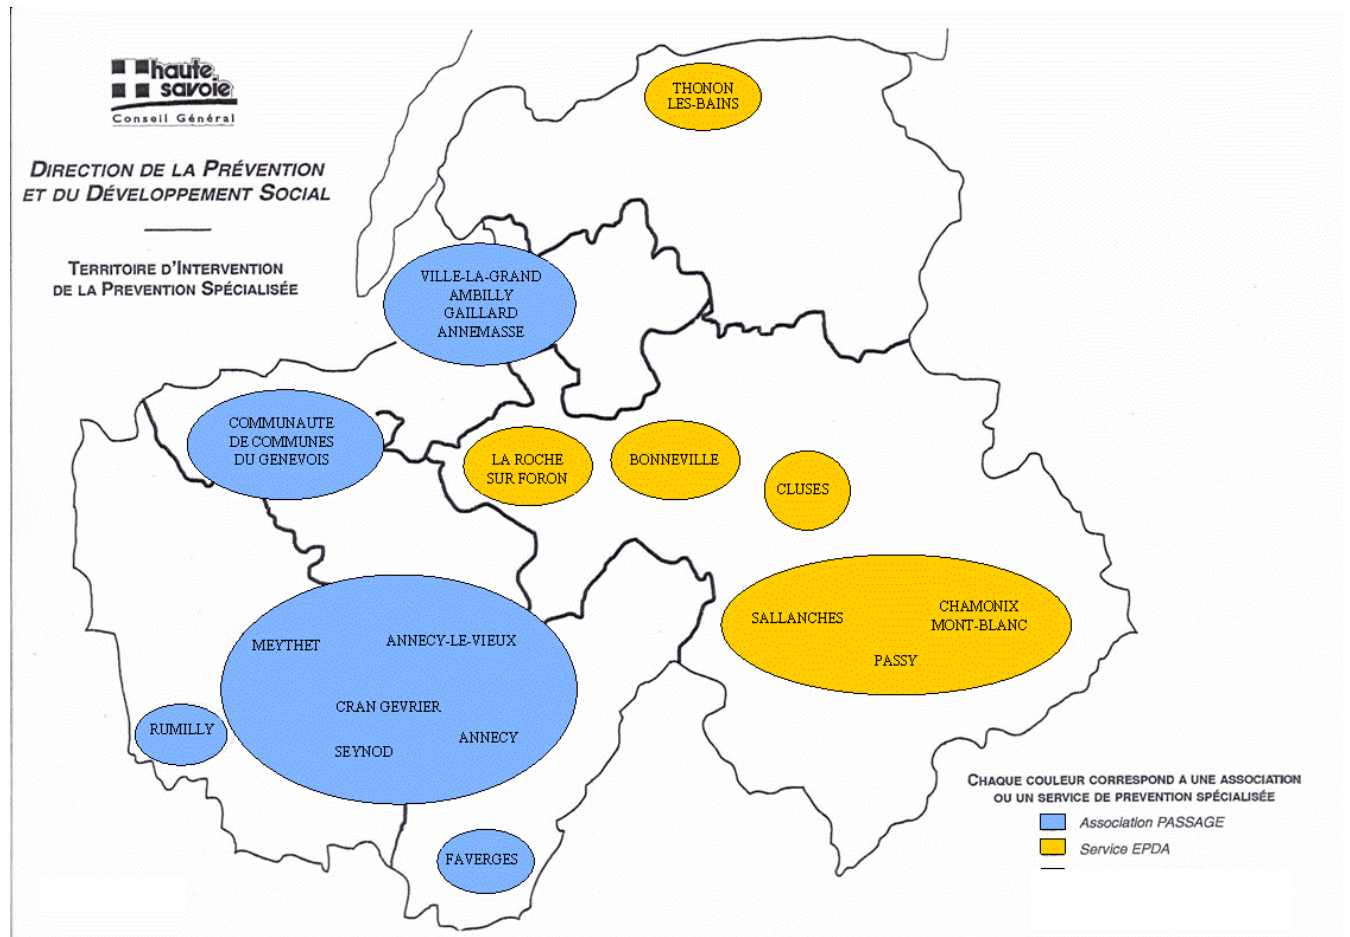 haute
savoie
Conseil Général
DIRECTION DE LA PRÉVENTION
ET DU DÉVELOPPEMENT SOCIAL
TERRITOIRE D'INTERVENTION
DE LA PREVENTION SPÉCIALISÉE
THONON
LES-BAINS
VILLE-LA-GRAND
AMBILLY
GAILLARD
ANNEMASSE
COMMUNAUTE
DE COMMUNES
DU GENEVOIS
LA ROCHE
SUR FORON
BONNEVILLE
CLUSES
SALLANCHES
CHAMONIX
MONT-BLANC
PASSY
MEYTHET
ANNECY-LE-VIEUX
CRAN GEVRIER
SEYNOD
ANNECY
RUMILLY
FAVERGES
CHAQUE COULEUR CORRESPOND A UNE ASSOCIATION
OU UN SERVICE DE PREVENTION SPÉCIALISÉE
Association PASSAGE
Service EPDA